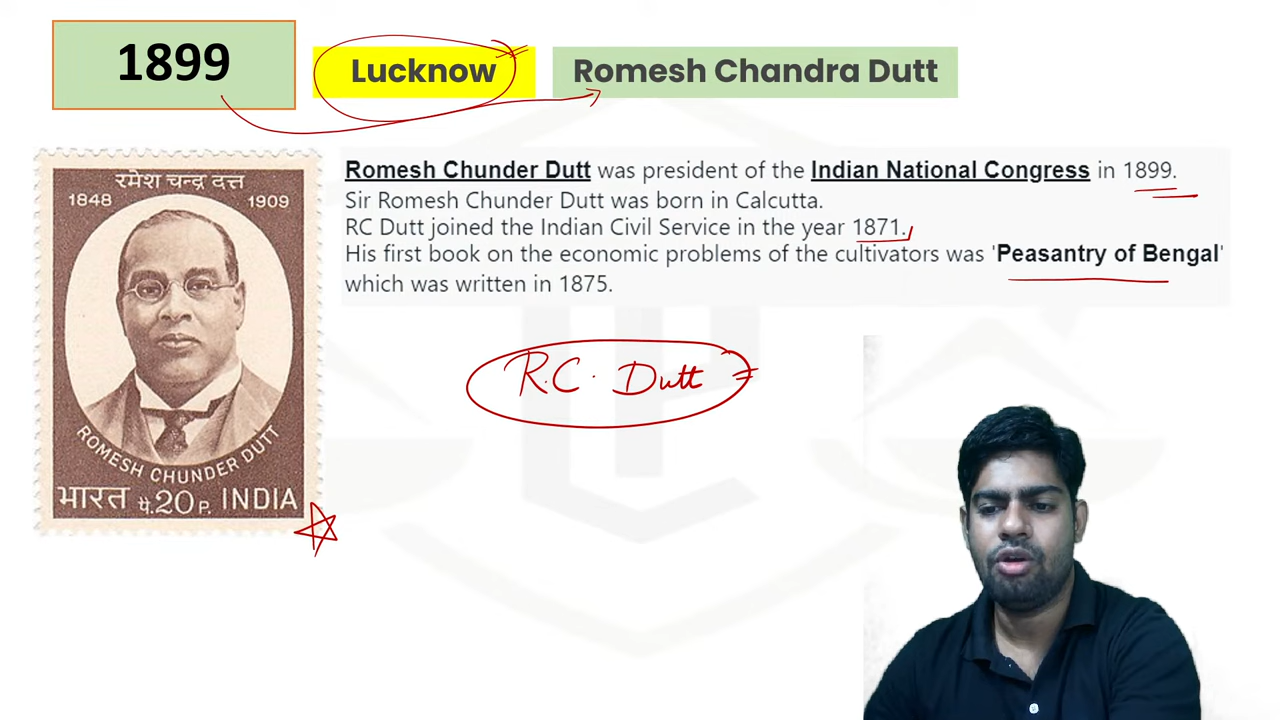 1899
Lucknow
Romesh Chandra Dutt
Romesh Chunder Dutt was president of the Indian National Congress in 1899.
Sir Romesh Chunder Dutt was born in Calcutta.
RC Dutt joined the Indian Civil Service in the year 1871.
His first book on the economic problems of the cultivators was 'Peasantry of Bengal'
which was written in 1875.
रमेश चन्द्र दत्त
1848 1909
ROMESH CHUNDER DUTT
भारत पै.20 P. INDIA
R.C. Dutt